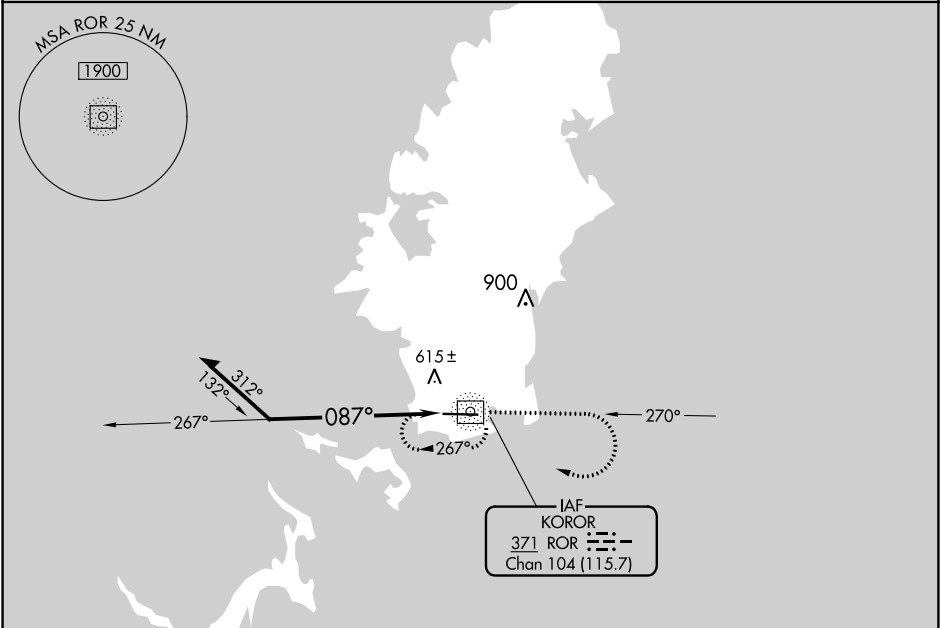 MSA ROR 25 NM
1900
900
615±
312°
132°
267°
087°
270°
267°
IAF
KOROR
371 ROR
Chan 104 (115.7)